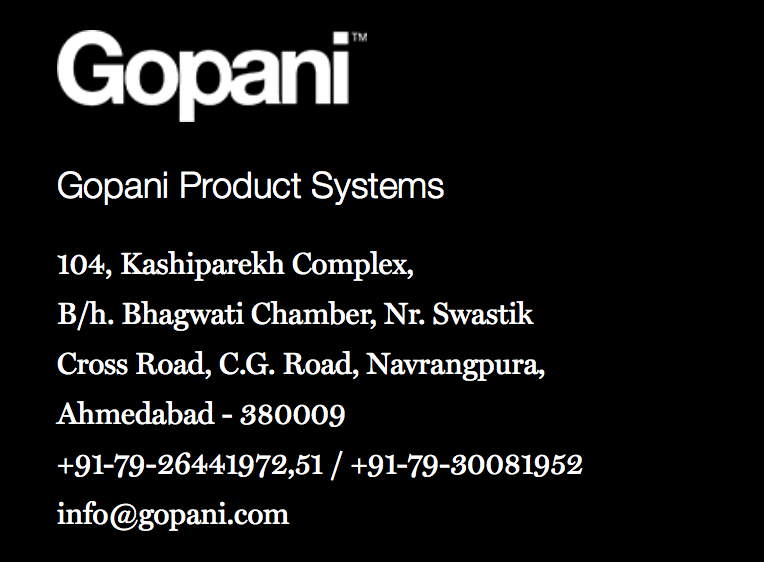 Gopani™
Gopani Product Systems
104, Kashiparekh Complex,
B/h. Bhagwati Chamber, Nr. Swastik
Cross Road, C.G. Road, Navrangpura,
Ahmedabad - 380009
+91-79-26441972,51 / +91-79-30081952
info@gopani.com